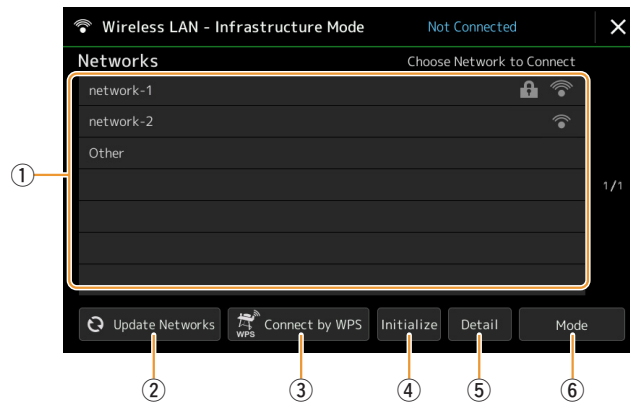 Wireless LAN - Infrastructure Mode Not Connected
Networks Choose Network to Connect
network-1
network-2
Other
① 1/1
Update Networks WPS Connect by WPS Initialize Detail Mode
② ③ ④ ⑤ ⑥